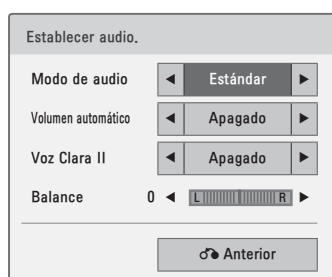 Establecer audio.
Modo de audio ◄ Estándar ►
Volumen automático ◄ Apagado ►
Voz Clara II ◄ Apagado ►
Balance 0 ◄ L R ►
Anterior